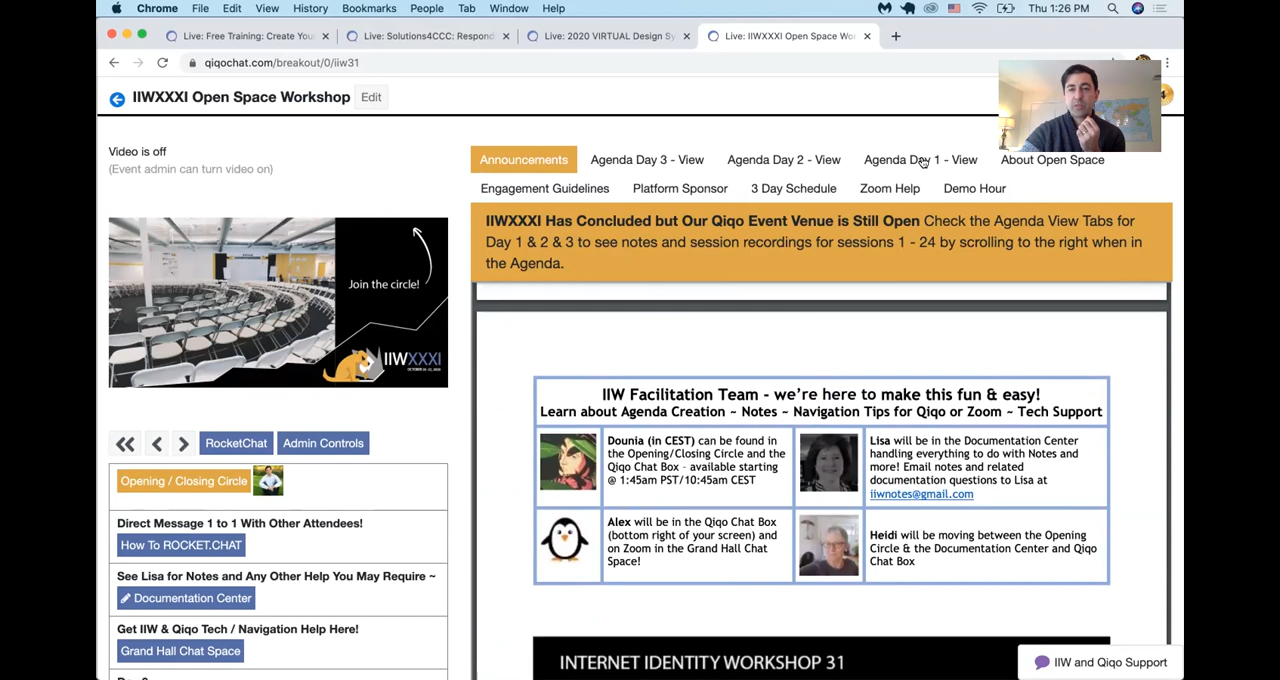 Chrome File Edit View History Bookmarks People Tab Window Help Thu 1:26 PM
Live: Free Training: Create You Live: Solutions4CCC: Respond Live: 2020 VIRTUAL Design Sy Live: IIWXXXI Open Space Wo
qiqochat.com/breakout/0/iiw31
IIWXXXI Open Space Workshop Edit
Video is off
(Event admin can turn video on)
Announcements Agenda Day 3 - View Agenda Day 2 - View Agenda Day 1 - View About Open Space
Engagement Guidelines Platform Sponsor 3 Day Schedule Zoom Help Demo Hour
IIWXXXI Has Concluded but Our Qiqo Event Venue is Still Open Check the Agenda View Tabs for
Day 1 & 2 & 3 to see notes and session recordings for sessions 1 - 24 by scrolling to the right when in
the Agenda.
Join the circle!
IIWXXXI
IIW Facilitation Team - we're here to make this fun & easy!
Learn about Agenda Creation ~ Notes ~ Navigation Tips for Qiqo or Zoom ~ Tech Support
Dounia (in CEST) can be found in
the Opening/Closing Circle and the
Qiqo Chat Box - available starting
@ 1:45am PST/10:45am CEST
Lisa will be in the Documentation Center
handling everything to do with Notes and
more! Email notes and related
documentation questions to Lisa at
iiwnotes@gmail.com
Alex will be in the Qiqo Chat Box
(bottom right of your screen) and
on Zoom in the Grand Hall Chat
Space!
Heidi will be moving between the Opening
Circle & the Documentation Center and Qiqo
Chat Box
INTERNET IDENTITY WORKSHOP 31
RocketChat Admin Controls
Opening / Closing Circle
Direct Message 1 to 1 With Other Attendees!
How To ROCKET.CHAT
See Lisa for Notes and Any Other Help You May Require ~
Documentation Center
Get IIW & Qiqo Tech / Navigation Help Here!
Grand Hall Chat Space
IIW and Qiqo Support